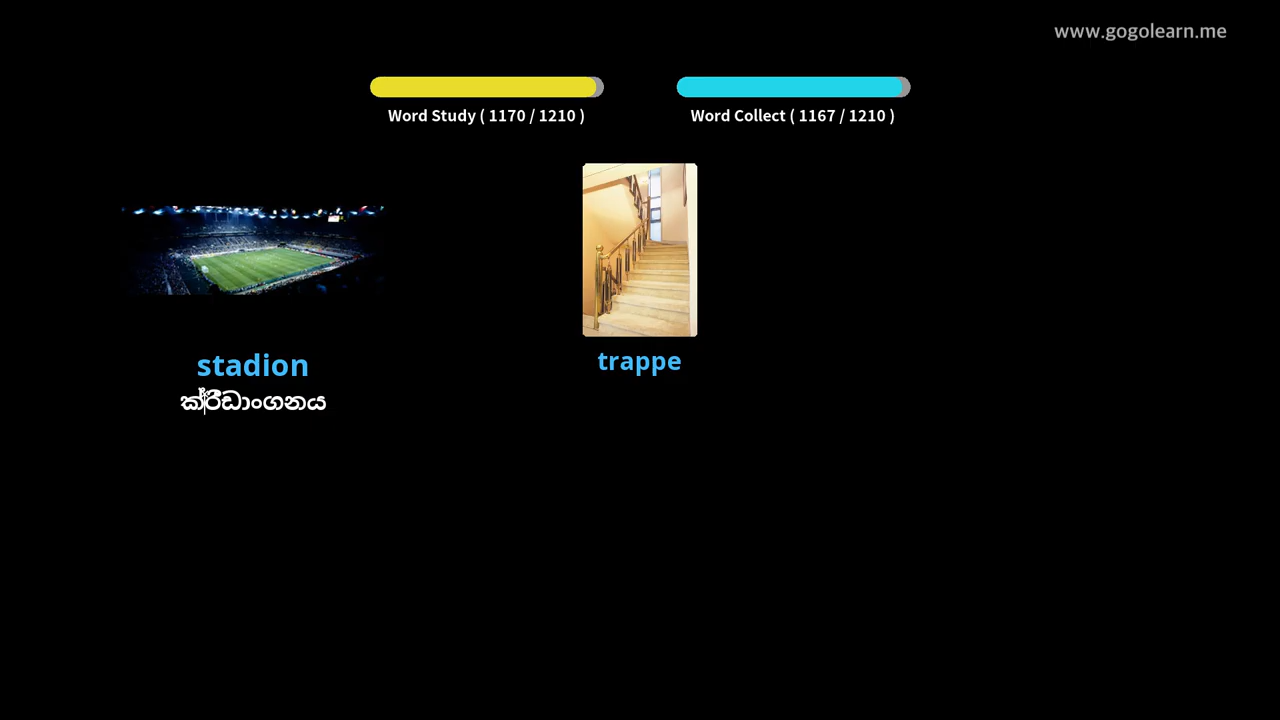 www.gogolearn.me
Word Study ( 1170 / 1210 )
Word Collect ( 1167 / 1210 )
stadion
ක්රීඩාංගනය
trappe